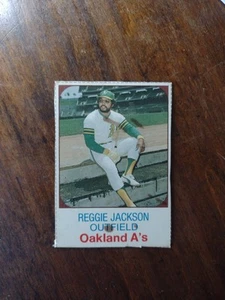 REGGIE JACKSON
OUTFIELD
Oakland A's